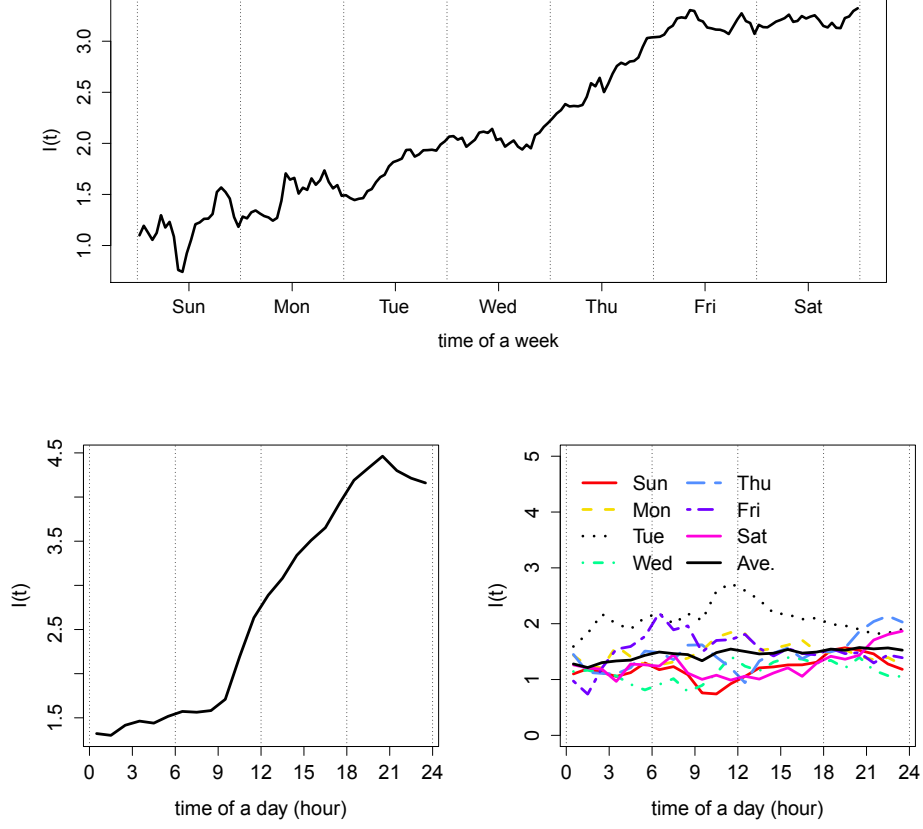 3.0
2.5
2.0
1.5
1.0
I(t)
Sun Mon Tue Wed Thu Fri Sat
time of a week
4.5
3.5
2.5
1.5
I(t)
0 3 6 9 12 15 18 21 24
time of a day (hour)
5
4
3
2
1
0
I(t)
Sun Thu
Mon Fri
Tue Sat
Wed Ave.
0 3 6 9 12 15 18 21 24
time of a day (hour)